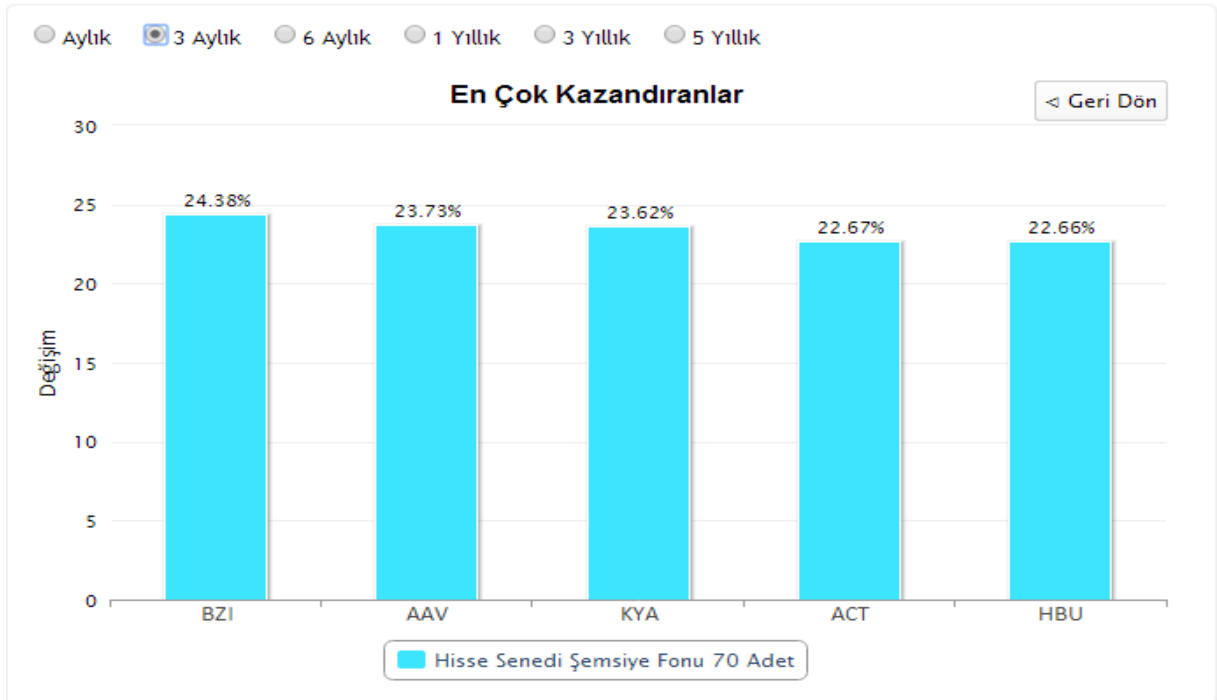 Aylık 3 Aylık 6 Aylık 1 Yıllık 3 Yıllık 5 Yıllık
En Çok Kazandıranlar
⊲ Geri Dön
Değişim
30
25
20
15
10
5
0
24.38% 23.73% 23.62% 22.67% 22.66%
BZI AAV KYA ACT HBU
Hisse Senedi Şemsiye Fonu 70 Adet